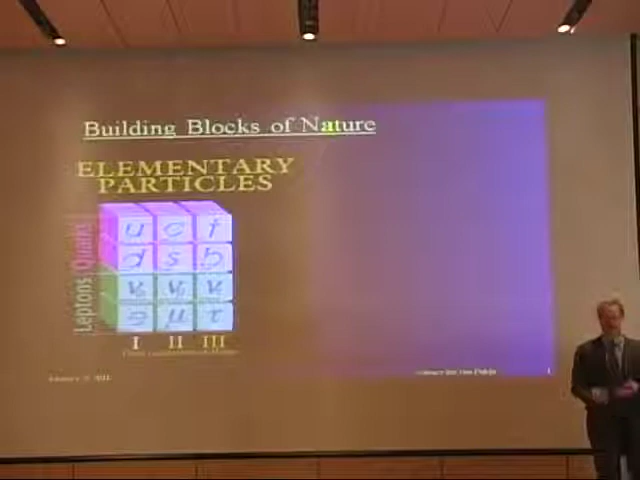 Building Blocks of Nature
ELEMENTARY
PARTICLES
Leptons Quarks
u c t
d s b
ν ν ν
e μ τ
I II III